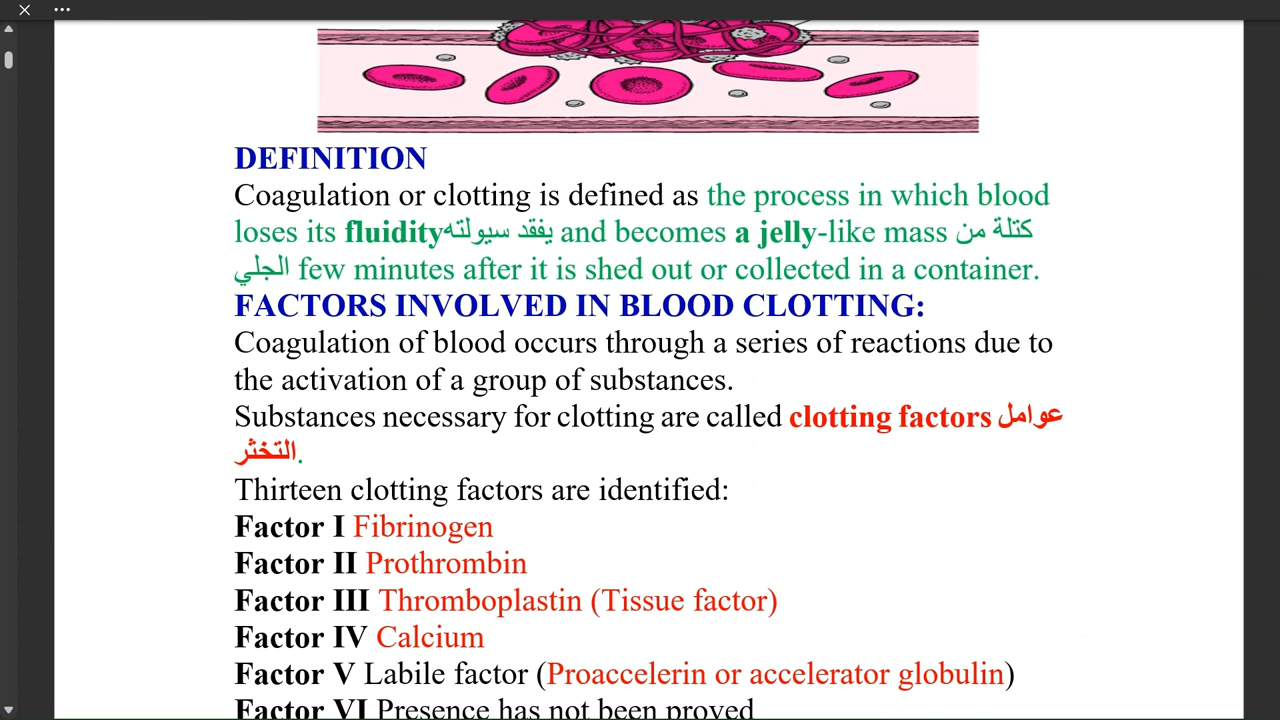 DEFINITION
Coagulation or clotting is defined as the process in which blood
loses its fluidityيفقد سيولته and becomes a jelly-like mass كتلة من
الجلي few minutes after it is shed out or collected in a container.
FACTORS INVOLVED IN BLOOD CLOTTING:
Coagulation of blood occurs through a series of reactions due to
the activation of a group of substances.
Substances necessary for clotting are called clotting factors عوامل
التخثر.
Thirteen clotting factors are identified:
Factor I Fibrinogen
Factor II Prothrombin
Factor III Thromboplastin (Tissue factor)
Factor IV Calcium
Factor V Labile factor (Proaccelerin or accelerator globulin)
Factor VI Presence has not been proved